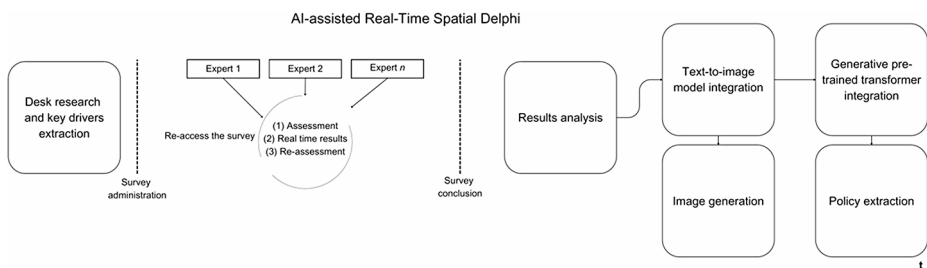 AI-assisted Real-Time Spatial Delphi
Desk research
and key drivers
extraction
Survey
administration
Expert 1
Expert 2
Expert n
Re-access the survey
(1) Assessment
(2) Real time results
(3) Re-assessment
Survey
conclusion
Results analysis
Text-to-image
model integration
Generative pre-
trained transformer
integration
Image generation
Policy extraction
t